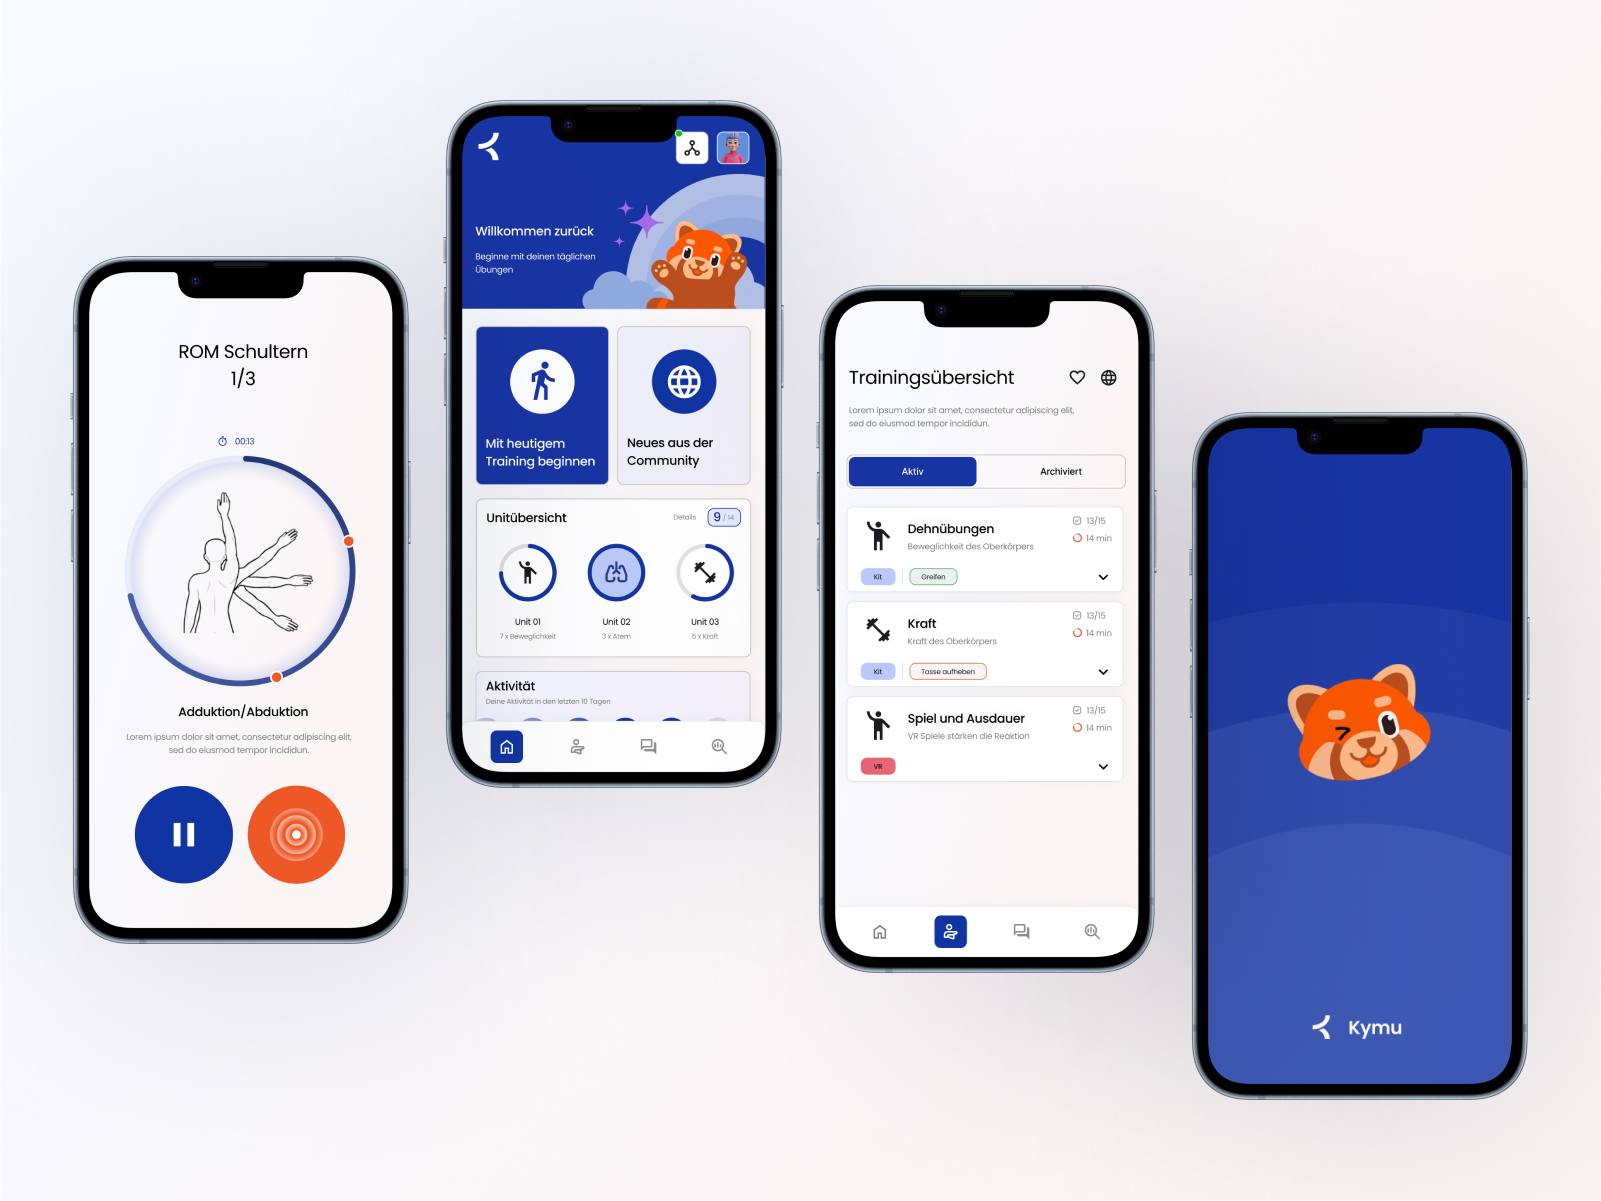 ROM Schultern
1/3
00:13
Adduktion/Abduktion
Lorem ipsum dolor sit amet, consectetur adipiscing elit,
sed do eiusmod tempor incididun.
Willkommen zurück
Beginne mit deinen täglichen
Übungen
Mit heutigem
Training beginnen
Neues aus der
Community
Unitübersicht
Details
9 / 14
Unit 01
7 x Beweglichkeit
Unit 02
3 x Atem
Unit 03
5 x Kraft
Aktivität
Deine Aktivität in den letzten 10 Tagen
Trainingsübersicht
Lorem ipsum dolor sit amet, consectetur adipiscing elit,
sed do eiusmod tempor incididun.
Aktiv
Archiviert
Dehnübungen
Beweglichkeit des Oberkörpers
13/15
14 min
Kit
Greifen
Kraft
Kraft des Oberkörpers
13/15
14 min
Kit
Tasse aufheben
Spiel und Ausdauer
VR Spiele stärken die Reaktion
13/15
14 min
VR
Kymu